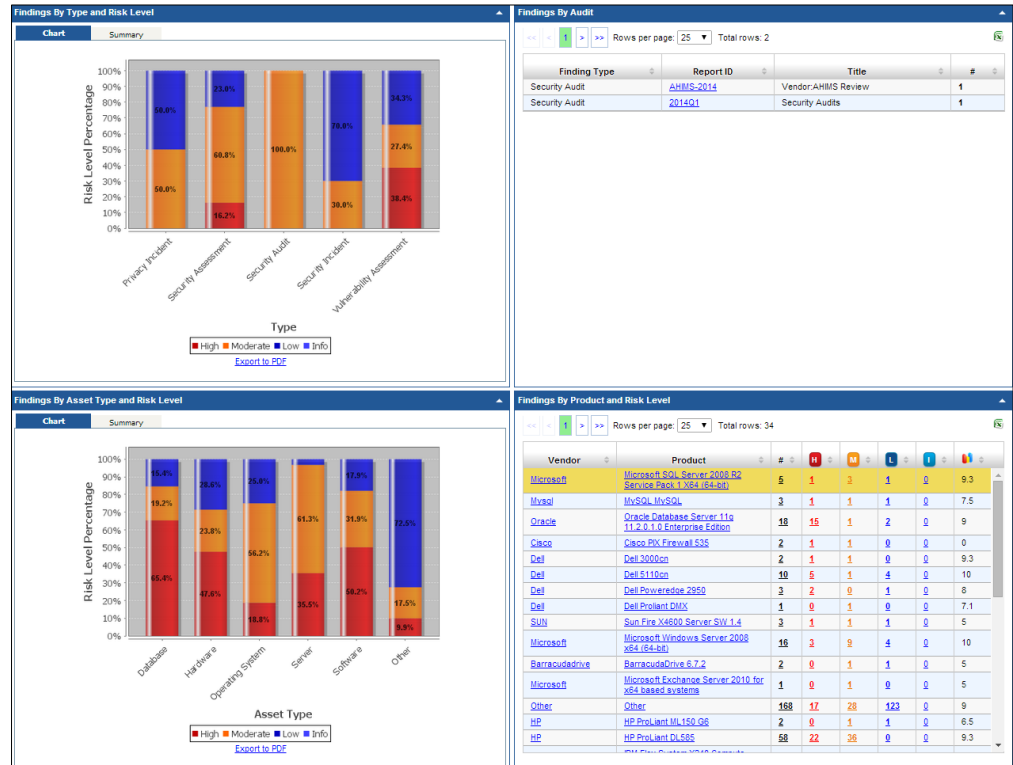 Findings By Type and Risk Level
Chart Summary
100%
90%
80%
70%
60%
50%
40%
30%
20%
10%
0%
Risk Level Percentage
50.0% 23.0% 70.0% 34.3%
60.8% 100.0% 27.4%
50.0% 16.2% 30.0% 38.4%
Privacy Incident
Security Assessment
Security Audit
Security Incident
Vulnerability Assessment
Type
High Moderate Low Info
Export to PDF
Findings By Audit
<< < 1 > >> Rows per page: 25 Total rows: 2
Finding Type Report ID Title #
Security Audit AHIMS-2014 Vendor:AHIMS Review 1
Security Audit 2014Q1 Security Audits 1
Findings By Asset Type and Risk Level
Chart Summary
100%
90%
80%
70%
60%
50%
40%
30%
20%
10%
0%
Risk Level Percentage
15.4% 28.6% 25.0% 17.9%
19.2% 23.8% 56.2% 61.3% 31.9% 72.5%
65.4% 47.6% 18.8% 35.5% 50.2% 17.5%
9.9%
Database
Hardware
Operating System
Server
Software
Other
Asset Type
High Moderate Low Info
Export to PDF
Findings By Product and Risk Level
<< < 1 > >> Rows per page: 25 Total rows: 34
Vendor Product # H M L I
Microsoft Microsoft SQL Server 2008 R2 Service Pack 1 X64 (64-bit) 5 1 3 1 0 9.3
Mysql MySQL MySQL 3 1 1 1 0 7.5
Oracle Oracle Database Server 11g 11.2.0.1.0 Enterprise Edition 18 15 1 2 0 9
Cisco Cisco PIX Firewall 535 2 1 1 0 0 0
Dell Dell 3000cn 2 1 1 0 0 9.3
Dell Dell 5110cn 10 5 1 4 0 10
Dell Dell Poweredge 2950 3 2 0 1 0 8
Dell Dell Proliant DMX 1 0 1 0 0 7.1
SUN Sun Fire X4600 Server SW 1.4 3 1 1 1 0 5
Microsoft Microsoft Windows Server 2008 x64 (64-bit) 16 3 9 4 0 10
Barracudadrive BarracudaDrive 6.7.2 2 0 1 1 0 5
Microsoft Microsoft Exchange Server 2010 for x64 based systems 1 0 1 0 0 5
Other Other 168 17 28 123 0 9
HP HP ProLiant ML150 G6 2 0 1 1 0 6.5
HP HP ProLiant DL585 58 22 36 0 0 9.3